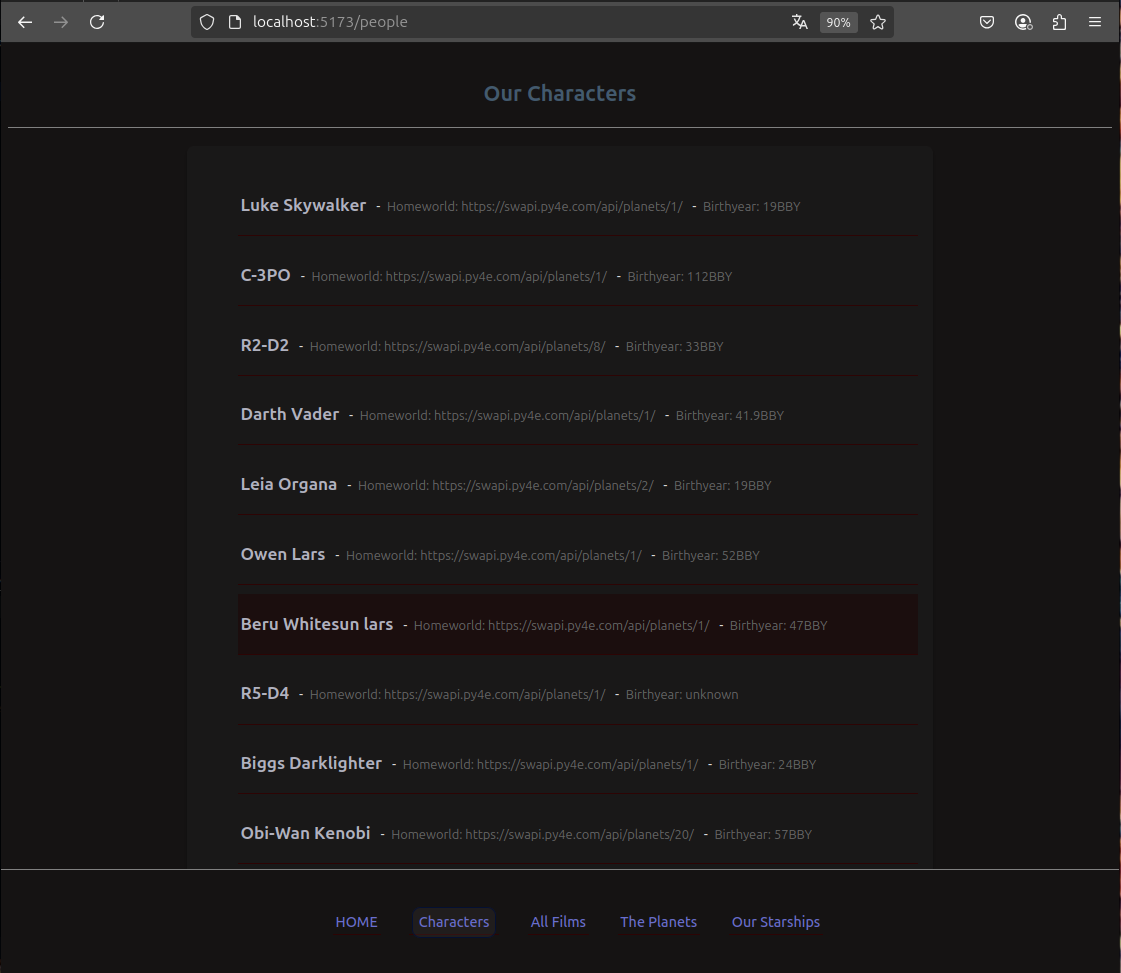 localhost:5173/people
90%
Our Characters
Luke Skywalker - Homeworld: https://swapi.py4e.com/api/planets/1/ - Birthyear: 19BBY
C-3PO - Homeworld: https://swapi.py4e.com/api/planets/1/ - Birthyear: 112BBY
R2-D2 - Homeworld: https://swapi.py4e.com/api/planets/8/ - Birthyear: 33BBY
Darth Vader - Homeworld: https://swapi.py4e.com/api/planets/1/ - Birthyear: 41.9BBY
Leia Organa - Homeworld: https://swapi.py4e.com/api/planets/2/ - Birthyear: 19BBY
Owen Lars - Homeworld: https://swapi.py4e.com/api/planets/1/ - Birthyear: 52BBY
Beru Whitesun lars - Homeworld: https://swapi.py4e.com/api/planets/1/ - Birthyear: 47BBY
R5-D4 - Homeworld: https://swapi.py4e.com/api/planets/1/ - Birthyear: unknown
Biggs Darklighter - Homeworld: https://swapi.py4e.com/api/planets/1/ - Birthyear: 24BBY
Obi-Wan Kenobi - Homeworld: https://swapi.py4e.com/api/planets/20/ - Birthyear: 57BBY
HOME Characters All Films The Planets Our Starships